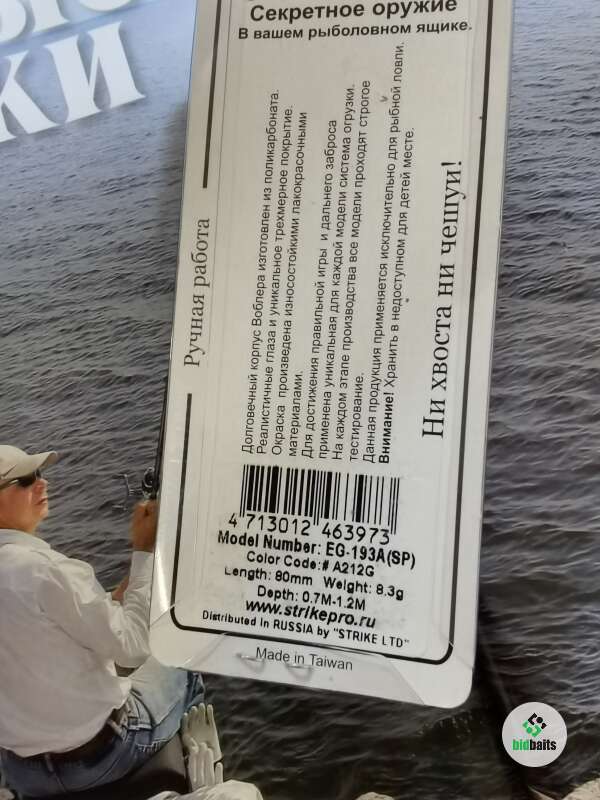 КИ
Секретное оружие
В вашем рыболовном ящике.
Ручная работа
Долговечный корпус Воблера изготовлен из поликарбоната.
Реалистичные глаза и уникальное трехмерное покрытие.
Окраска произведена износостойкими лакокрасочными
материалами.
Для достижения правильной игры и дальнего заброса
применена уникальная для каждой модели система огрузки.
На каждом этапе производства все модели проходят строгое
тестирование.
Данная продукция применяется исключительно для рыбной ловли.
Внимание! Хранить в недоступном для детей месте.
Ни хвоста ни чешуи!
4 713012 463973
Model Number: EG-193A(SP)
Color Code:# A212G
Length: 80mm Weight: 8.3g
Depth: 0.7M-1.2M
www.strikepro.ru
Distributed in RUSSIA by "STRIKE LTD"
Made in Taiwan
bidbaits